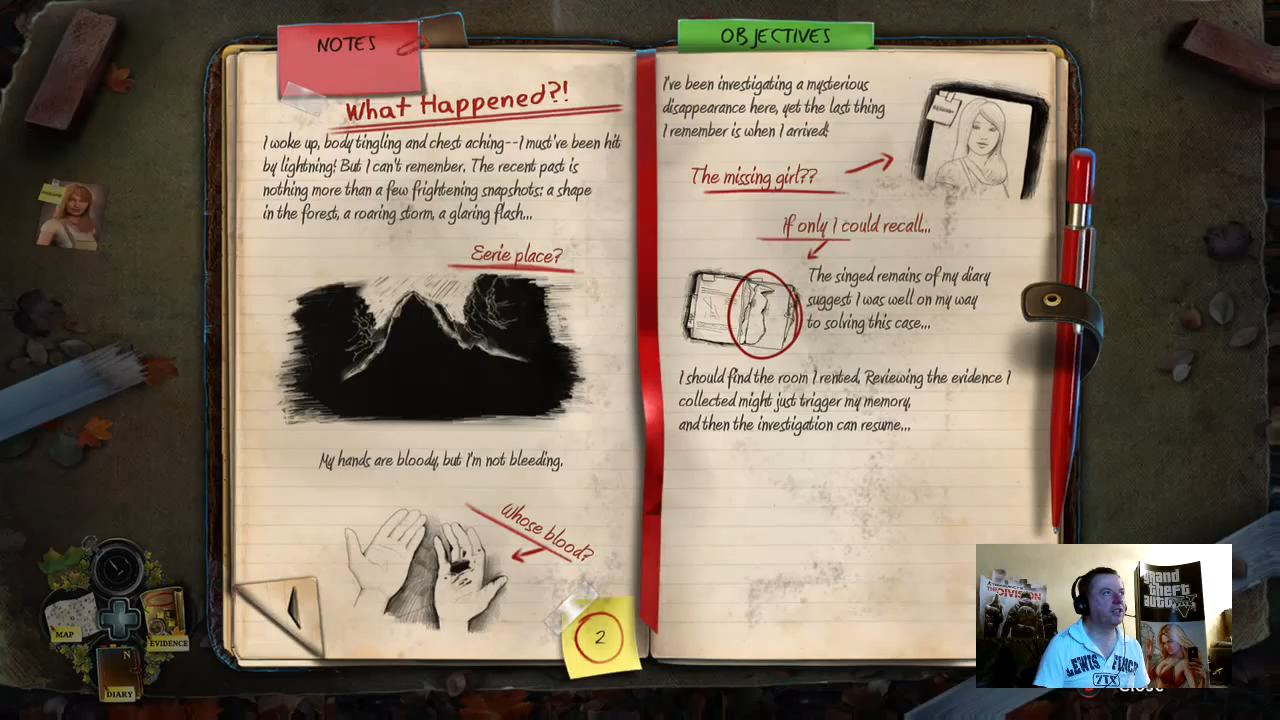 NOTES
What Happened?!
I woke up, body tingling and chest aching--I must've been hit
by lightning! But I can't remember. The recent past is
nothing more than a few frightening snapshots: a shape
in the forest, a roaring storm, a glaring flash...
Eerie place?
My hands are bloody, but I'm not bleeding.
Whose blood?
2
OBJECTIVES
I've been investigating a mysterious
disappearance here, yet the last thing
I remember is when I arrived!
The missing girl??
If only I could recall...
The singed remains of my diary
suggest I was well on my way
to solving this case...
I should find the room I rented. Reviewing the evidence I
collected might just trigger my memory,
and then the investigation can resume...
MAP
EVIDENCE
N
DIARY
THE DIVISION
grand
theft
auto
V
LEWIS
71X
Close